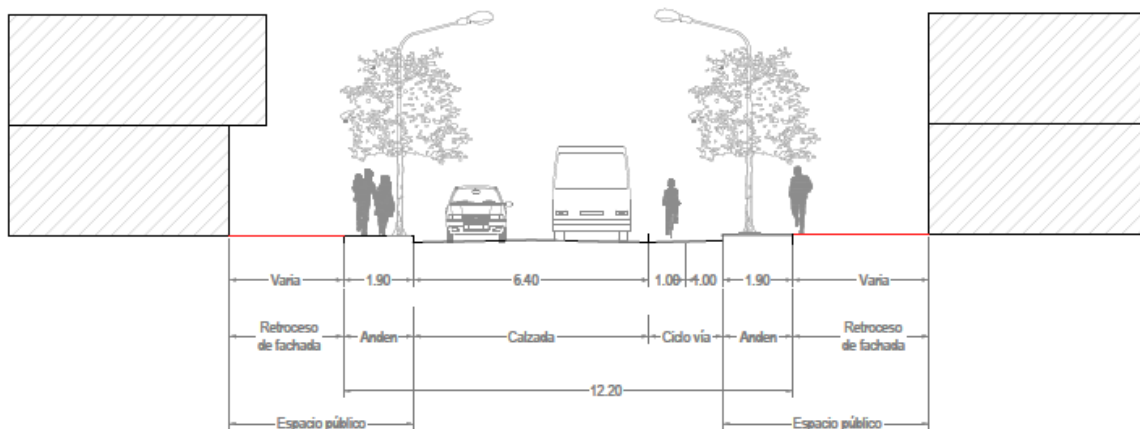 Varia 1.90 6.40 1.00 1.00 1.90 Varia
Retroceso de fachada Anden Calzada Ciclo vía Anden Retroceso de fachada
12.20
Espacio público Espacio público